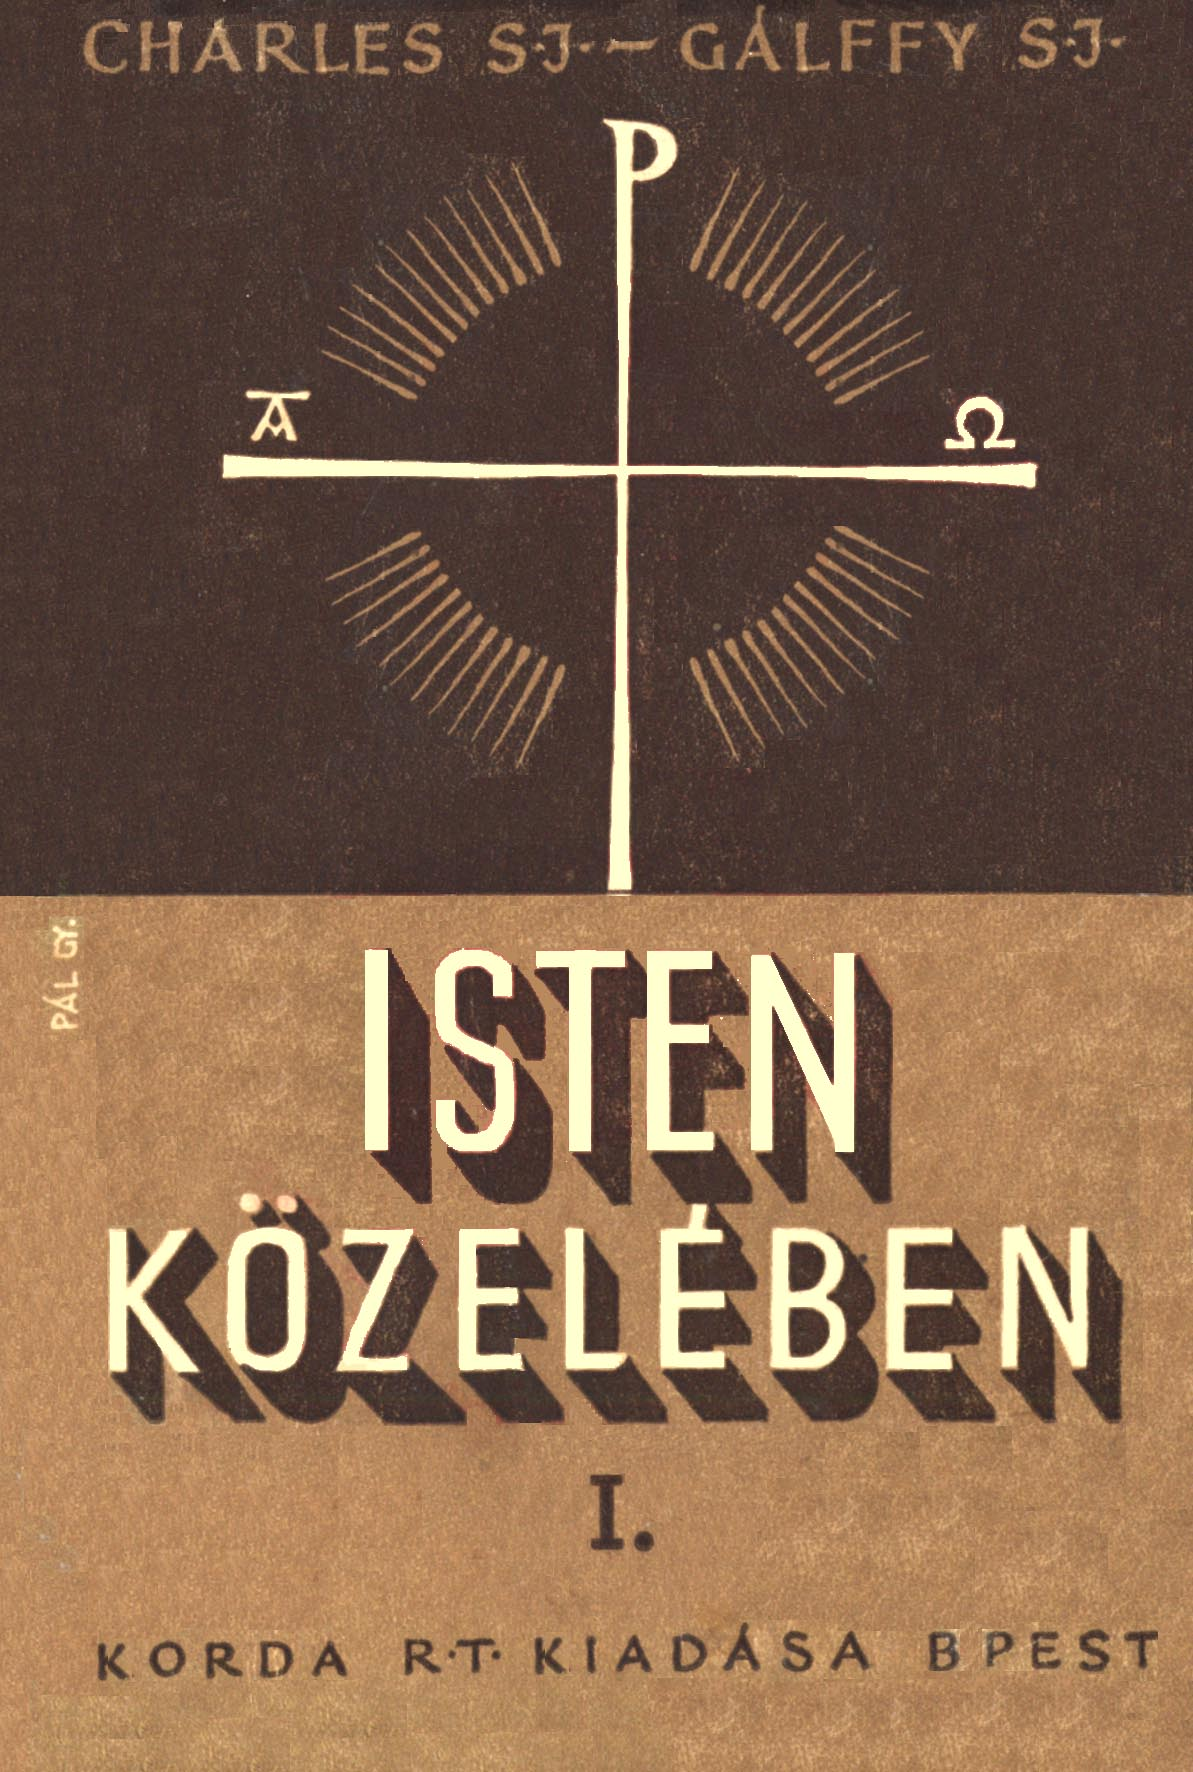 CHARLES S·J·— GÁLFFY S·J·
P
A Ω
PÁL GY.
ISTEN
KÖZELÉBEN
I.
KORDA R·T· KIADÁSA BPEST